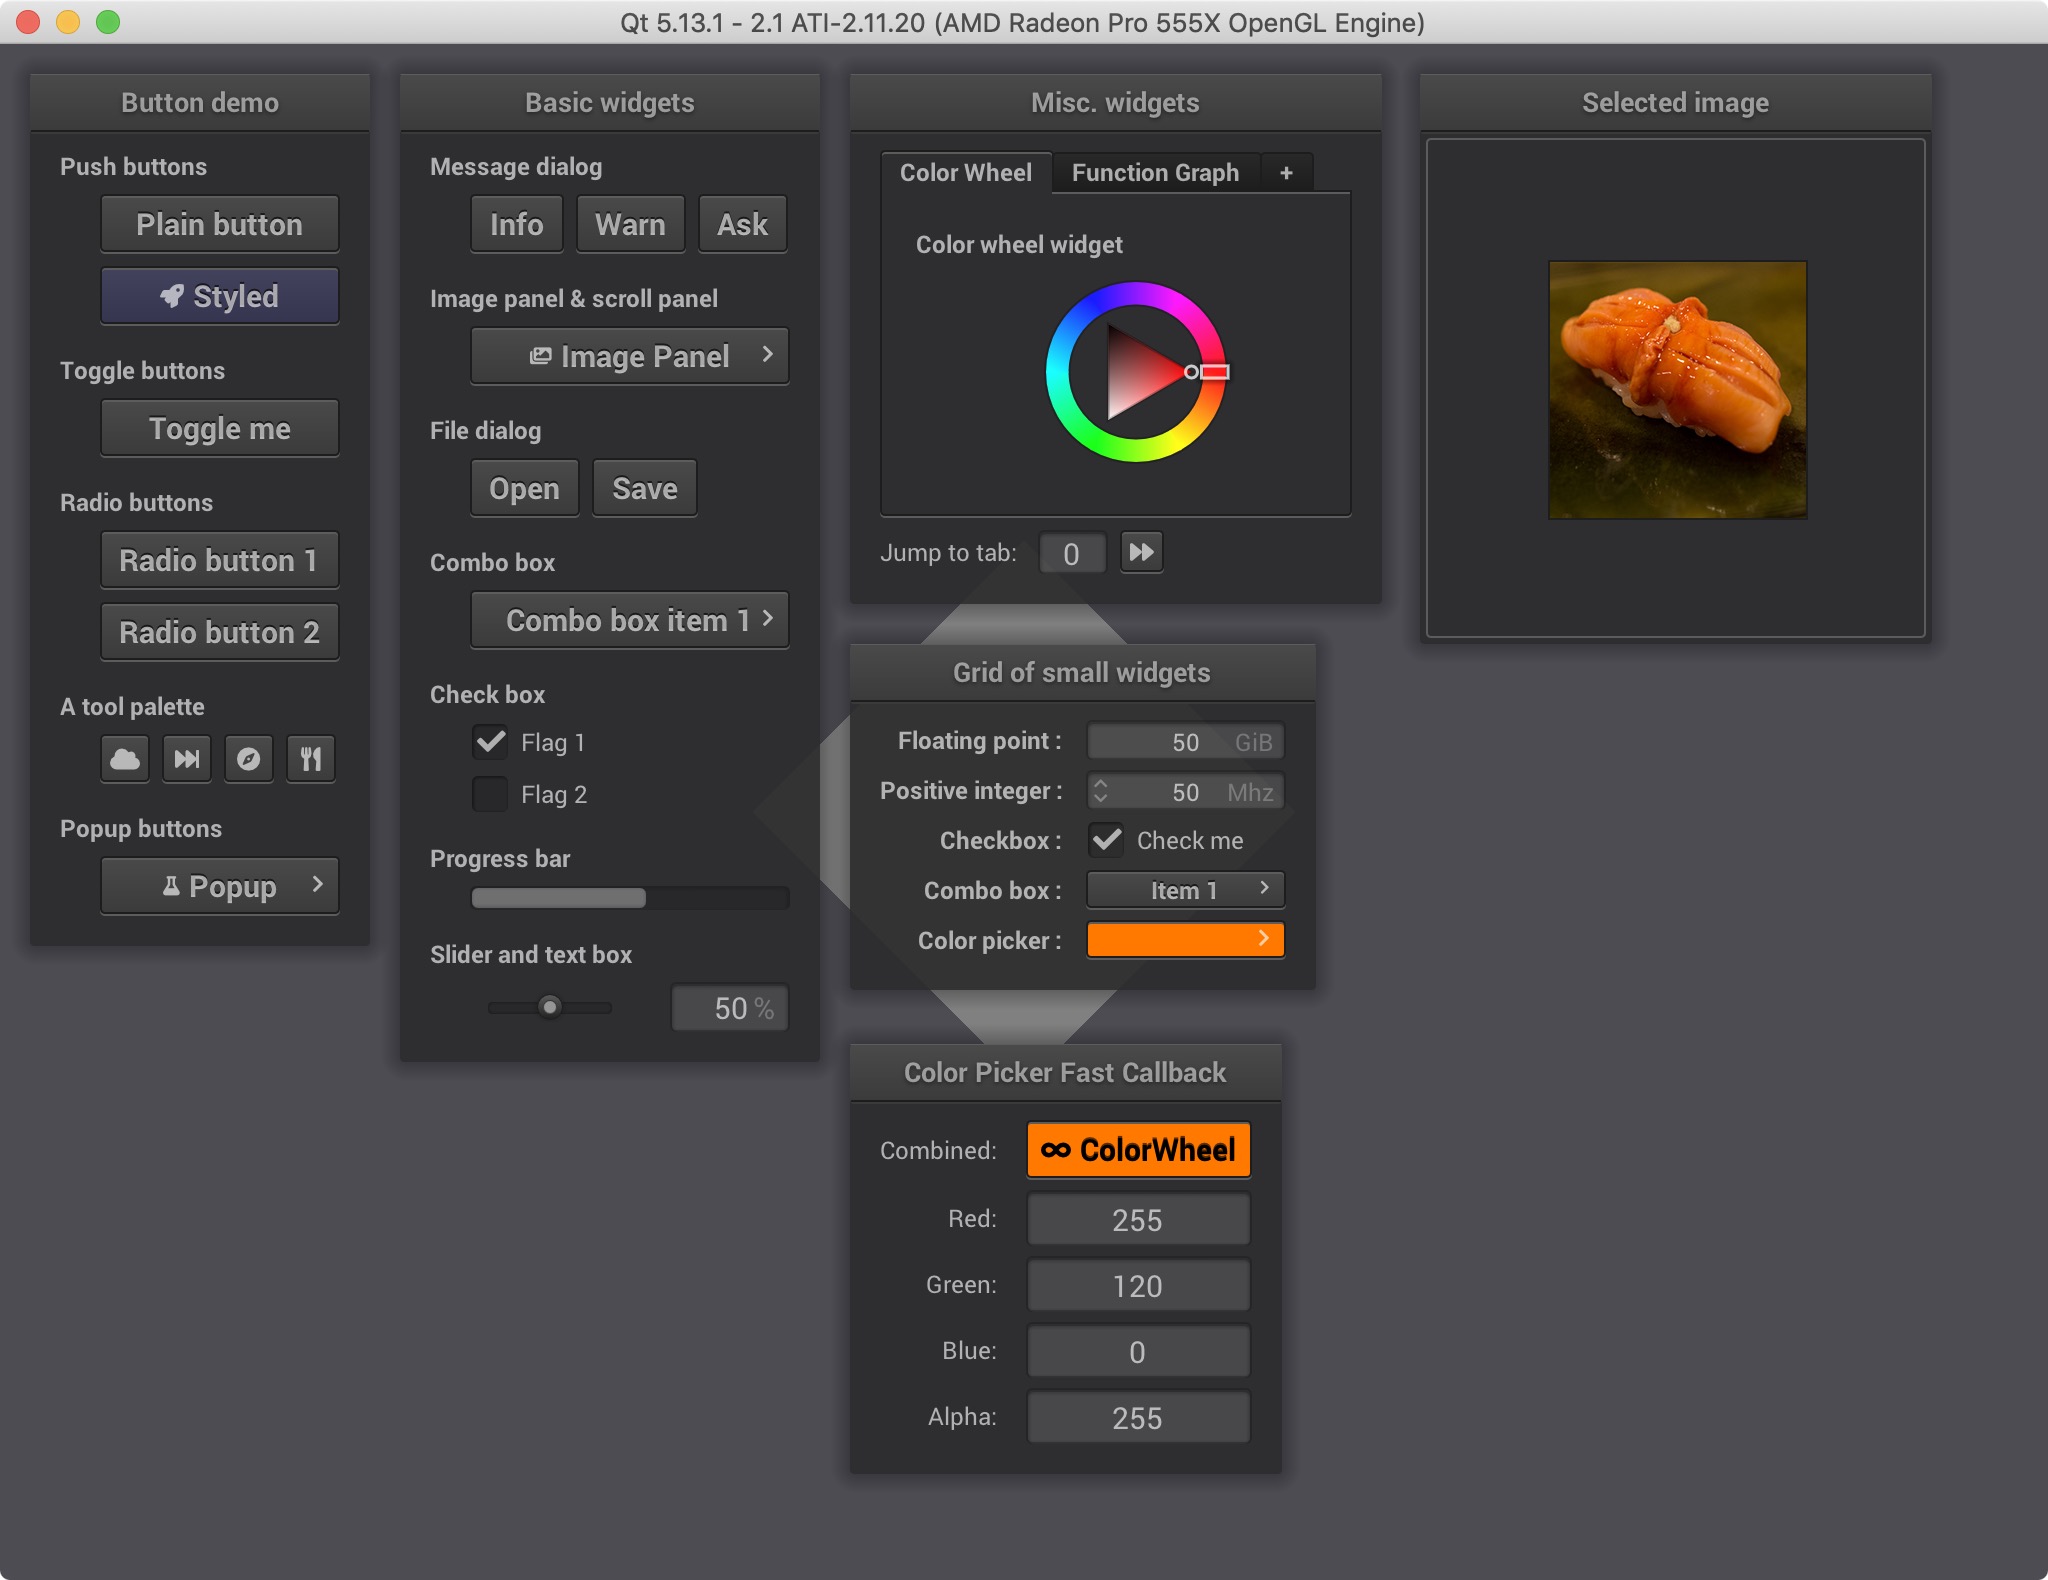 Qt 5.13.1 - 2.1 ATI-2.11.20 (AMD Radeon Pro 555X OpenGL Engine)
Button demo
Push buttons
Plain button
Styled
Toggle buttons
Toggle me
Radio buttons
Radio button 1
Radio button 2
A tool palette
Popup buttons
Popup
Basic widgets
Message dialog
Info Warn Ask
Image panel & scroll panel
Image Panel
File dialog
Open Save
Combo box
Combo box item 1
Check box
Flag 1
Flag 2
Progress bar
Slider and text box
50 %
Misc. widgets
Color Wheel Function Graph +
Color wheel widget
Jump to tab: 0
Grid of small widgets
Floating point : 50 GiB
Positive integer : 50 Mhz
Checkbox : Check me
Combo box : Item 1
Color picker :
Color Picker Fast Callback
Combined: ColorWheel
Red: 255
Green: 120
Blue: 0
Alpha: 255
Selected image